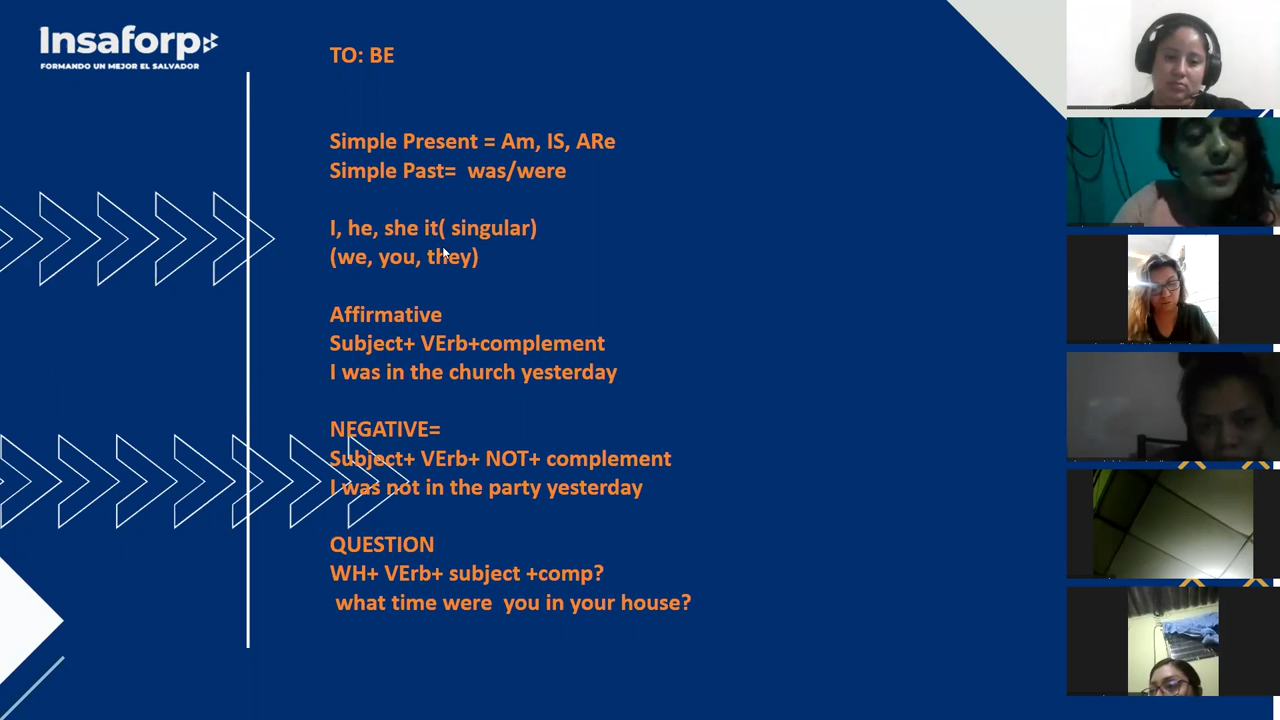 Insaforp
FORMANDO UN MEJOR EL SALVADOR
TO: BE
Simple Present = Am, IS, ARe
Simple Past=  was/were
I, he, she it( singular)
(we, you, they)
Affirmative
Subject+ VErb+complement
I was in the church yesterday
NEGATIVE=
Subject+ VErb+ NOT+ complement
I was not in the party yesterday
QUESTION
WH+ VErb+ subject +comp?
what time were  you in your house?